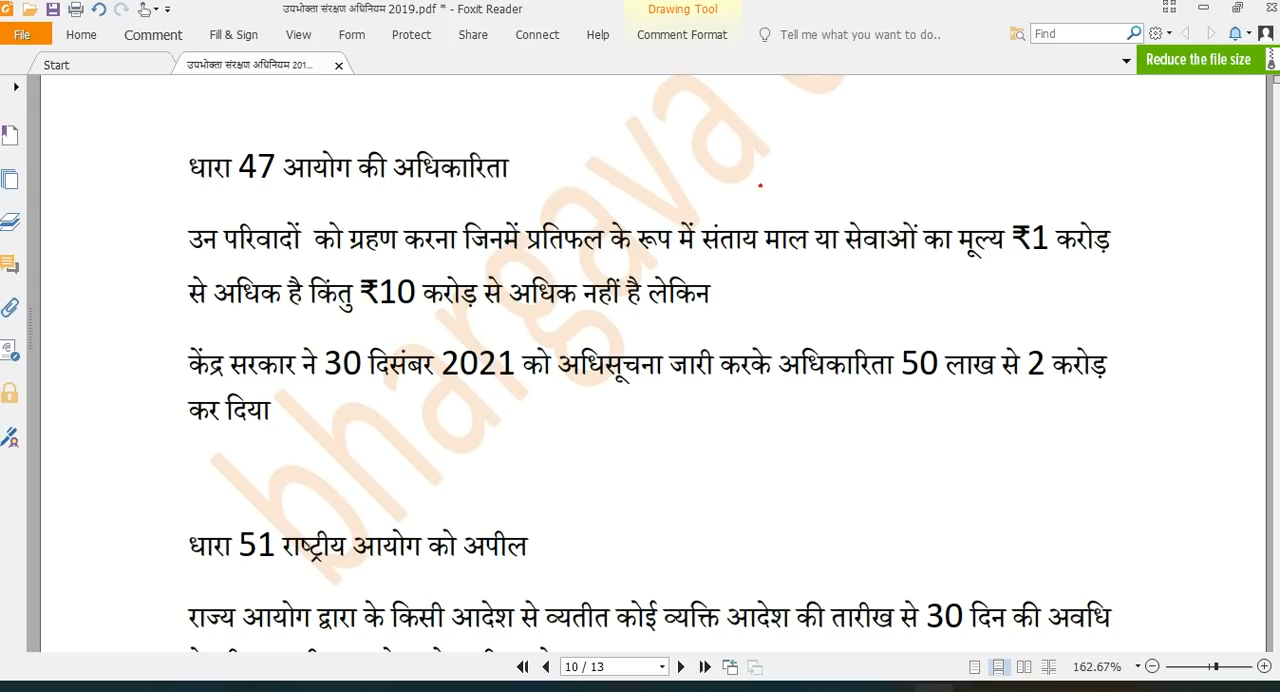 उपभोक्ता संरक्षण अधिनियम 2019.pdf * - Foxit Reader
Drawing Tool
File Home Comment Fill & Sign View Form Protect Share Connect Help Comment Format Tell me what you want to do.. Find
Start उपभोक्ता संरक्षण अधिनियम 201... Reduce the file size
धारा 47 आयोग की अधिकारिता
उन परिवादों को ग्रहण करना जिनमें प्रतिफल के रूप में संताय माल या सेवाओं का मूल्य ₹1 करोड़
से अधिक है किंतु ₹10 करोड़ से अधिक नहीं है लेकिन
केंद्र सरकार ने 30 दिसंबर 2021 को अधिसूचना जारी करके अधिकारिता 50 लाख से 2 करोड़
कर दिया
धारा 51 राष्ट्रीय आयोग को अपील
राज्य आयोग द्वारा के किसी आदेश से व्यतीत कोई व्यक्ति आदेश की तारीख से 30 दिन की अवधि
bhargava
10 / 13 162.67%